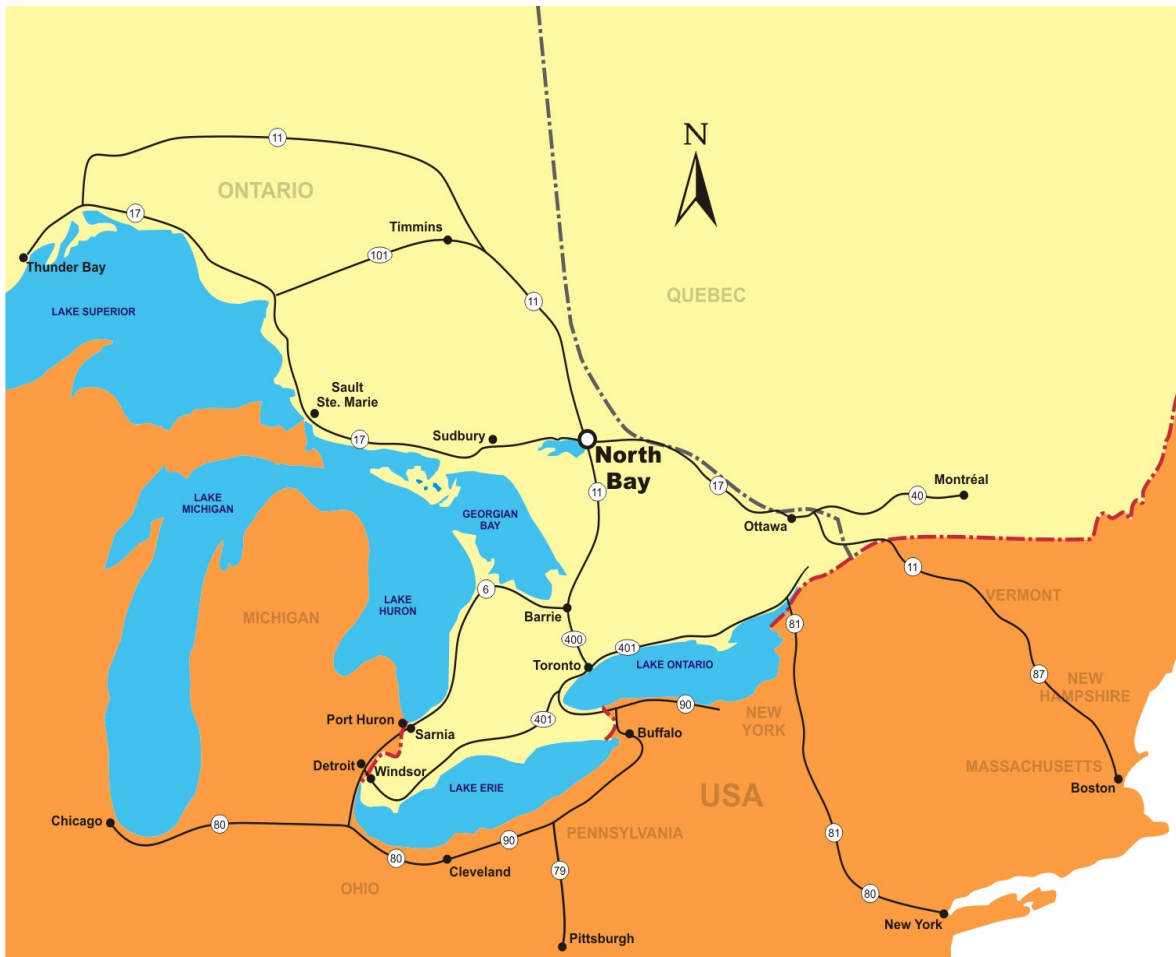 11
N
ONTARIO
17
Timmins
101
Thunder Bay
QUEBEC
LAKE SUPERIOR
11
Sault
Ste. Marie
17
Sudbury
North
Bay
11
17
40
Montréal
LAKE
MICHIGAN
GEORGIAN
BAY
Ottawa
11
6
VERMONT
LAKE
HURON
MICHIGAN
Barrie
81
400
401
Toronto
LAKE ONTARIO
87
NEW
HAMPSHIRE
90
NEW
YORK
Port Huron
Sarnia
401
Buffalo
Detroit
Windsor
MASSACHUSETTS
LAKE ERIE
USA
Boston
Chicago
80
PENNSYLVANIA
81
90
80
Cleveland
79
OHIO
80
New York
Pittsburgh